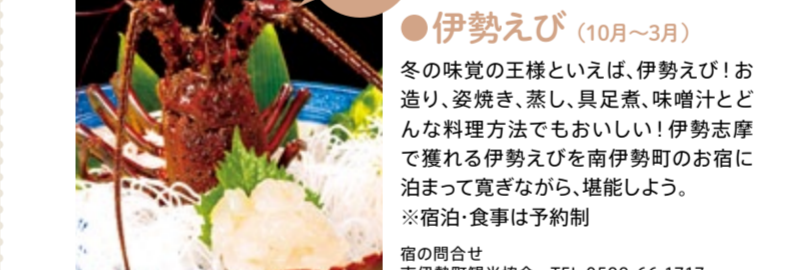 ●伊勢えび（10月〜3月）
冬の味覚の王様といえば、伊勢えび！お
造り、姿焼き、蒸し、具足煮、味噌汁とど
んな料理方法でもおいしい！伊勢志摩
で獲れる伊勢えびを南伊勢町のお宿に
泊まって寛ぎながら、堪能しよう。
※宿泊・食事は予約制
宿の問合せ